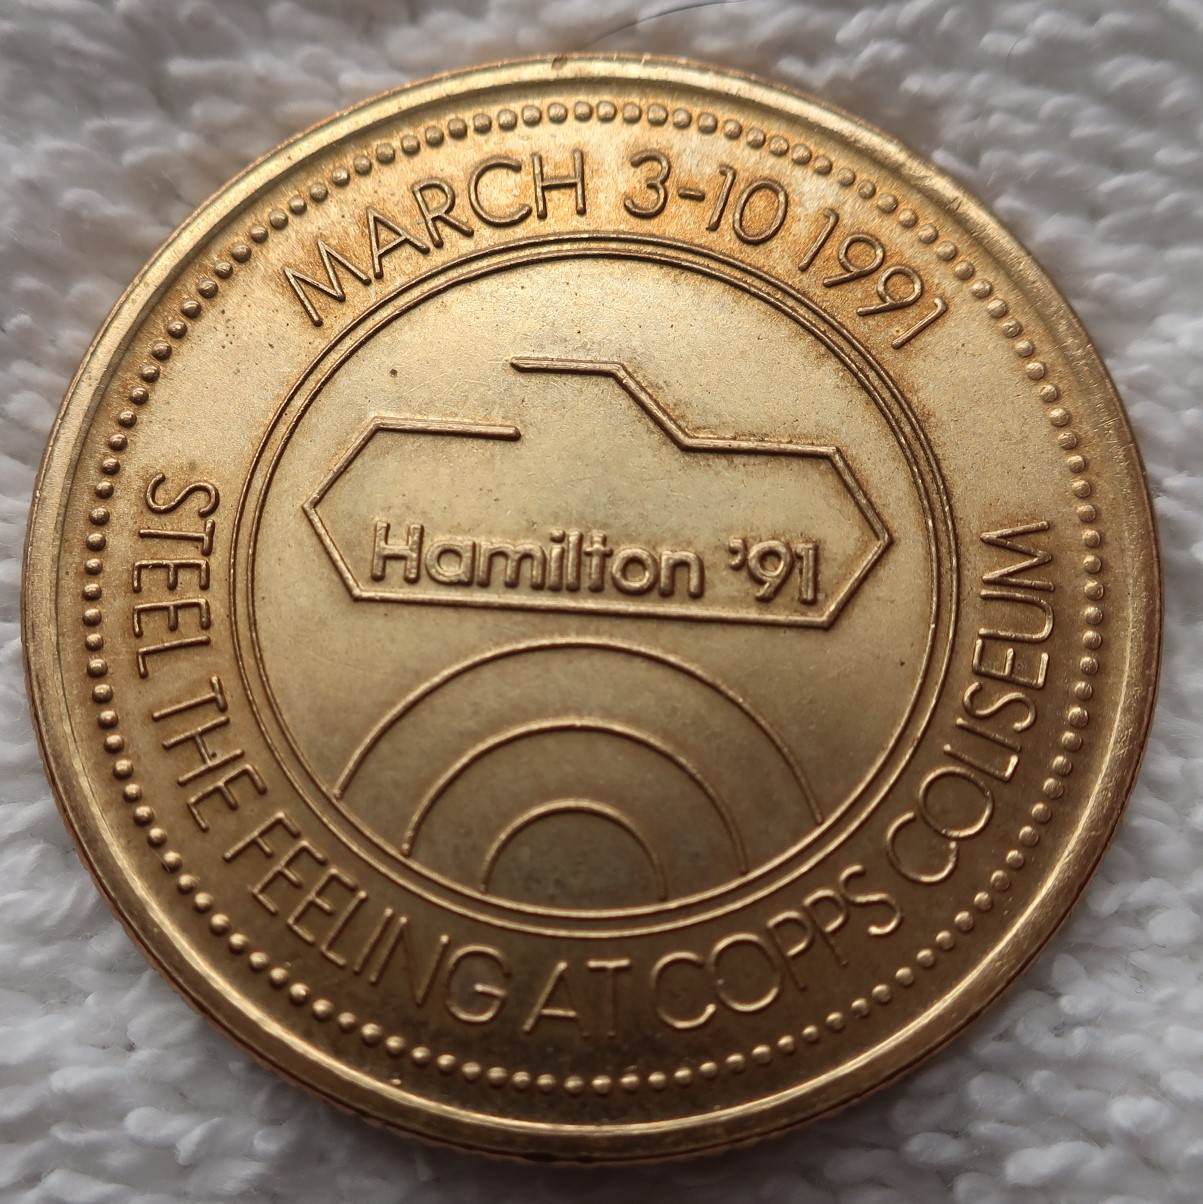 MARCH 3-10 1991
Hamilton '91
STEEL THE FEELING AT COPPS COLISEUM